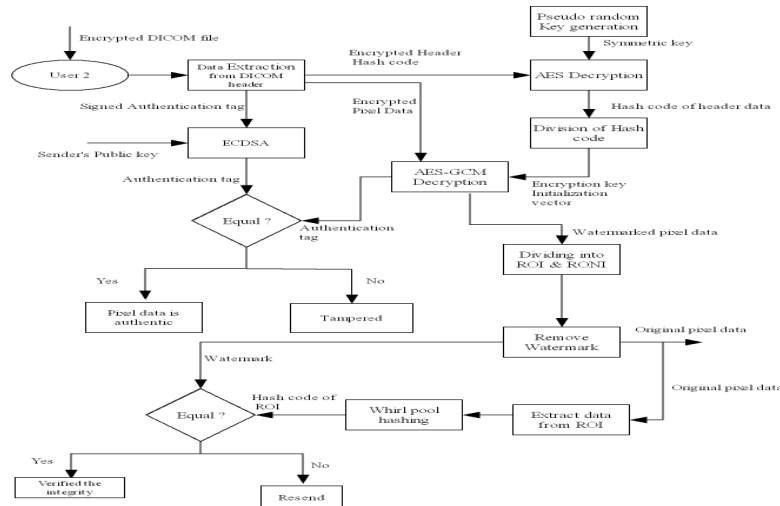 Pseudo random
Key generation
Encrypted DICOM file
Encrypted Header
Hash code
Symmetric key
User 2
Data Extraction
from DICOM
header
AES Decryption
Signed Authentication tag
Encrypted
Pixel Data
Hash code of header data
ECDSA
Division of Hash
code
Sender's Public key
Authentication tag
AES-GCM
Decryption
Encryption key
Initialization
vector
Equal ?
Authentication
tag
Watermarked pixel data
Dividing into
ROI & RONI
Yes
No
Pixel data is
authentic
Tampered
Remove
Watermark
Original pixel data
Watermark
Original pixel data
Hash code of
ROI
Equal ?
Whirl pool
hashing
Extract data
from ROI
Yes
No
Verified the
integrity
Resend